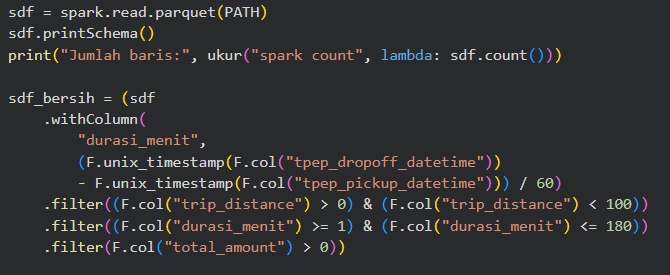 sdf = spark.read.parquet(PATH)
sdf.printSchema()
print("Jumlah baris:", ukur("spark count", lambda: sdf.count()))

sdf_bersih = (sdf
    .withColumn(
        "durasi_menit",
        (F.unix_timestamp(F.col("tpep_dropoff_datetime"))
        - F.unix_timestamp(F.col("tpep_pickup_datetime"))) / 60)
    .filter((F.col("trip_distance") > 0) & (F.col("trip_distance") < 100))
    .filter((F.col("durasi_menit") >= 1) & (F.col("durasi_menit") <= 180))
    .filter(F.col("total_amount") > 0))